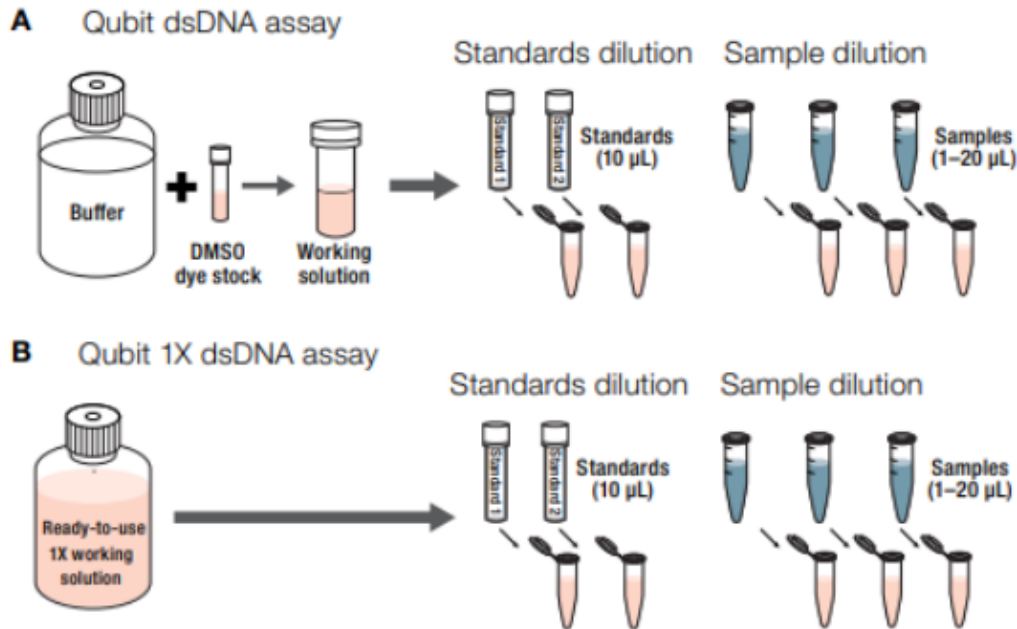 A Qubit dsDNA assay
Standards dilution Sample dilution
Standard 1
Standard 2
Standards
(10 µL)
Samples
(1–20 µL)
Buffer
DMSO
dye stock
Working
solution
B Qubit 1X dsDNA assay
Standards dilution Sample dilution
Standard 1
Standard 2
Standards
(10 µL)
Samples
(1–20 µL)
Ready-to-use
1X working
solution